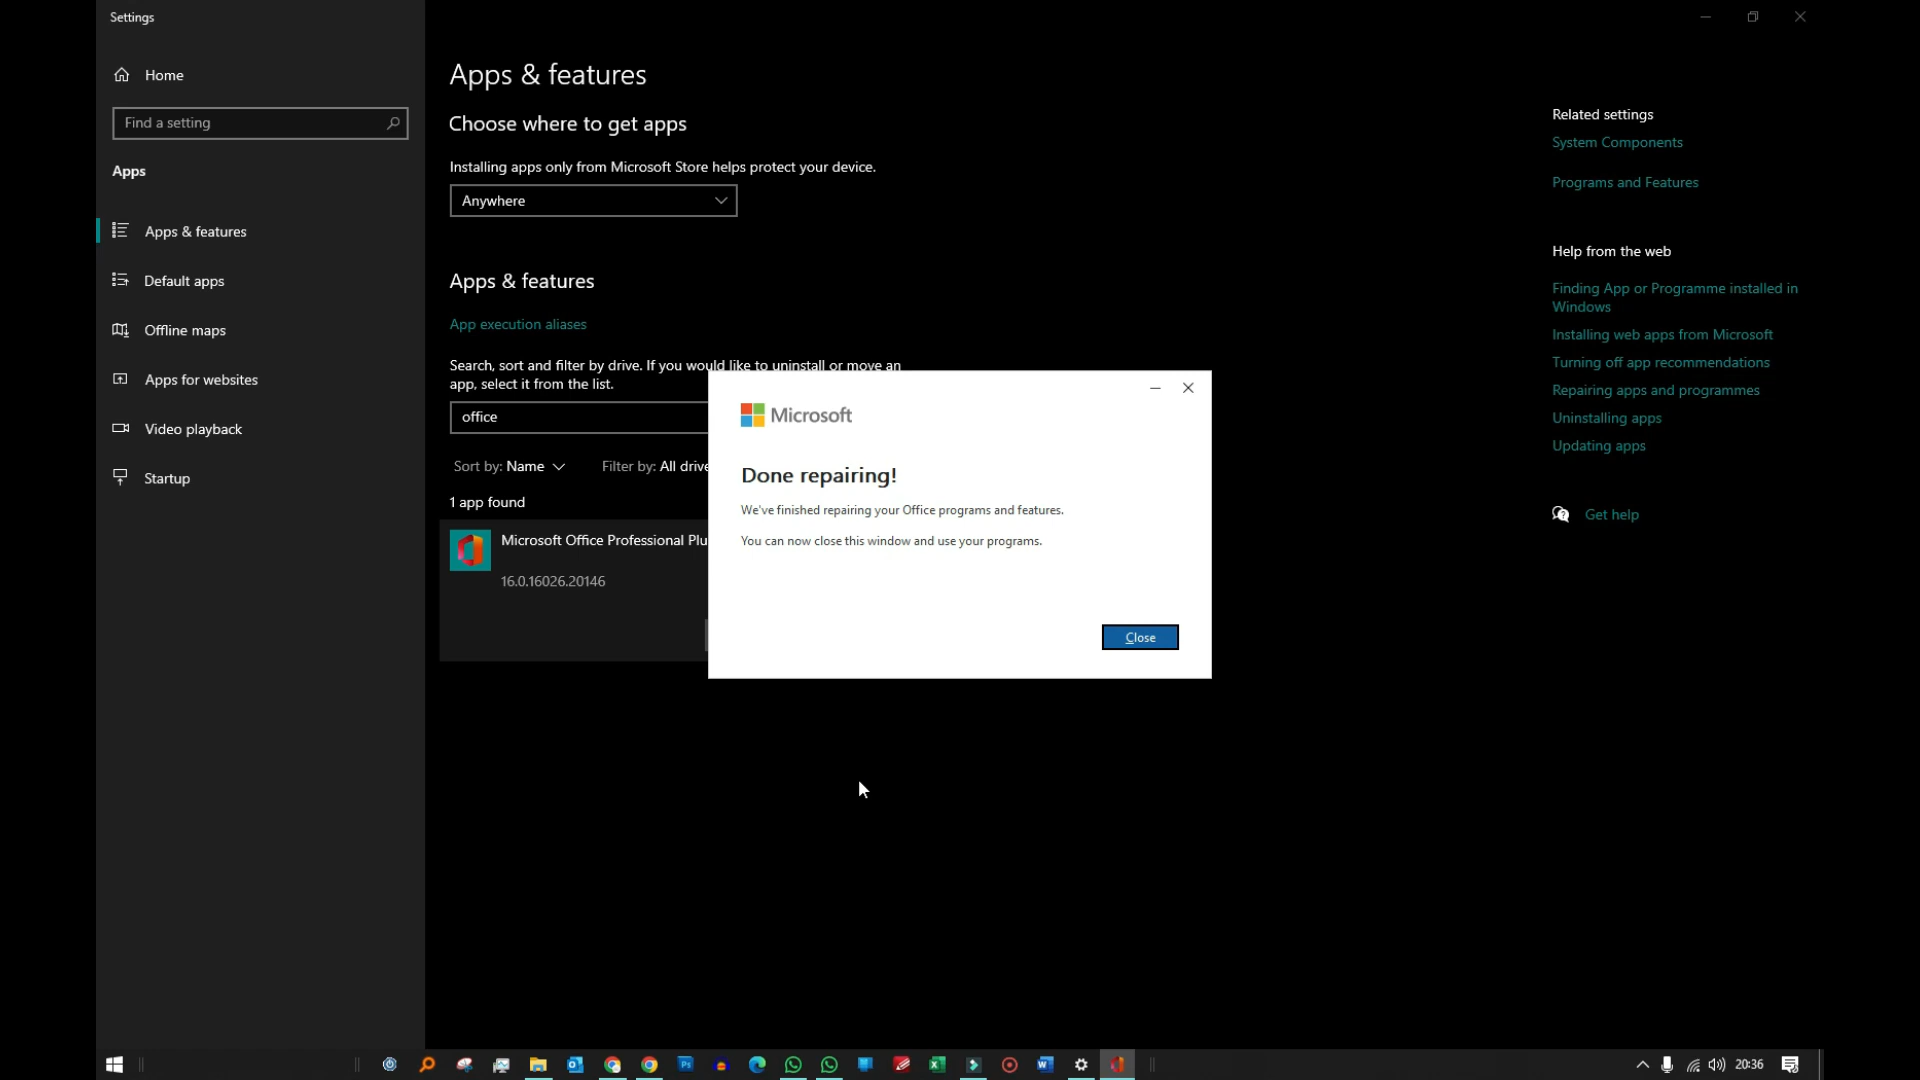 Settings
Home
Find a setting
Apps
Apps & features
Default apps
Offline maps
Apps for websites
Video playback
Startup
Apps & features
Choose where to get apps
Installing apps only from Microsoft Store helps protect your device.
Anywhere
Apps & features
App execution aliases
Search, sort and filter by drive. If you would like to uninstall or move an
app, select it from the list.
office
Sort by: Name
Filter by: All drive
1 app found
Microsoft Office Professional Plu
16.0.16026.20146
Microsoft
Done repairing!
We've finished repairing your Office programs and features.
You can now close this window and use your programs.
Close
Related settings
System Components
Programs and Features
Help from the web
Finding App or Programme installed in
Windows
Installing web apps from Microsoft
Turning off app recommendations
Repairing apps and programmes
Uninstalling apps
Updating apps
Get help
Ps
20:36